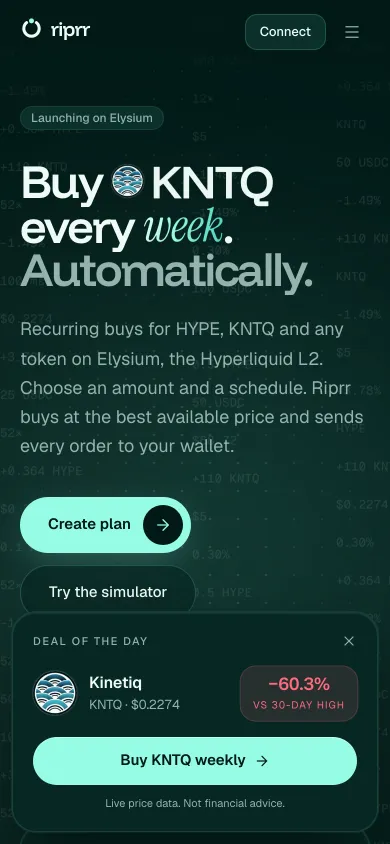 riprr
Connect
Launching on Elysium
Buy KNTQ
every week.
Automatically.
Recurring buys for HYPE, KNTQ and any
token on Elysium, the Hyperliquid L2.
Choose an amount and a schedule. Riprr
buys at the best available price and sends
every order to your wallet.
Create plan
Try the simulator
DEAL OF THE DAY
Kinetiq
KNTQ · $0.2274
−60.3%
VS 30-DAY HIGH
Buy KNTQ weekly
Live price data. Not financial advice.